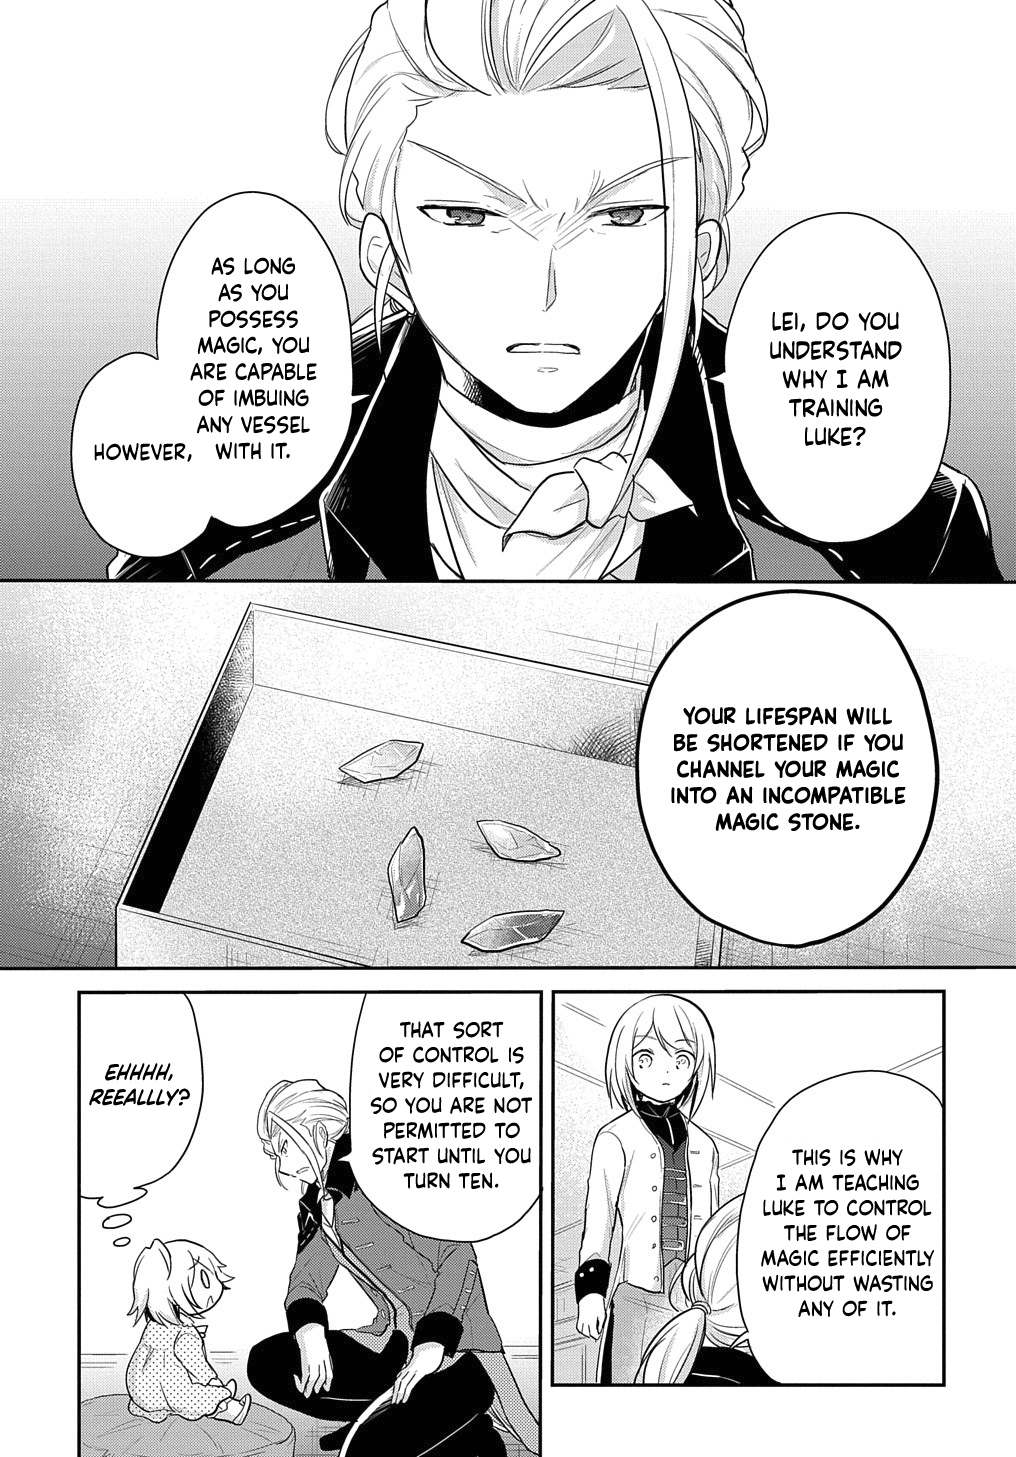 LEI, DO YOU
UNDERSTAND
WHY I AM
TRAINING
LUKE?
AS LONG
AS YOU
POSSESS
MAGIC, YOU
ARE CAPABLE
OF IMBUING
ANY VESSEL
WITH IT.
HOWEVER,
YOUR LIFESPAN WILL
BE SHORTENED IF YOU
CHANNEL YOUR MAGIC
INTO AN INCOMPATIBLE
MAGIC STONE.
THIS IS WHY
I AM TEACHING
LUKE TO CONTROL
THE FLOW OF
MAGIC EFFICIENTLY
WITHOUT WASTING
ANY OF IT.
THAT SORT
OF CONTROL IS
VERY DIFFICULT,
SO YOU ARE NOT
PERMITTED TO
START UNTIL YOU
TURN TEN.
EHHHH,
REEALLLY?